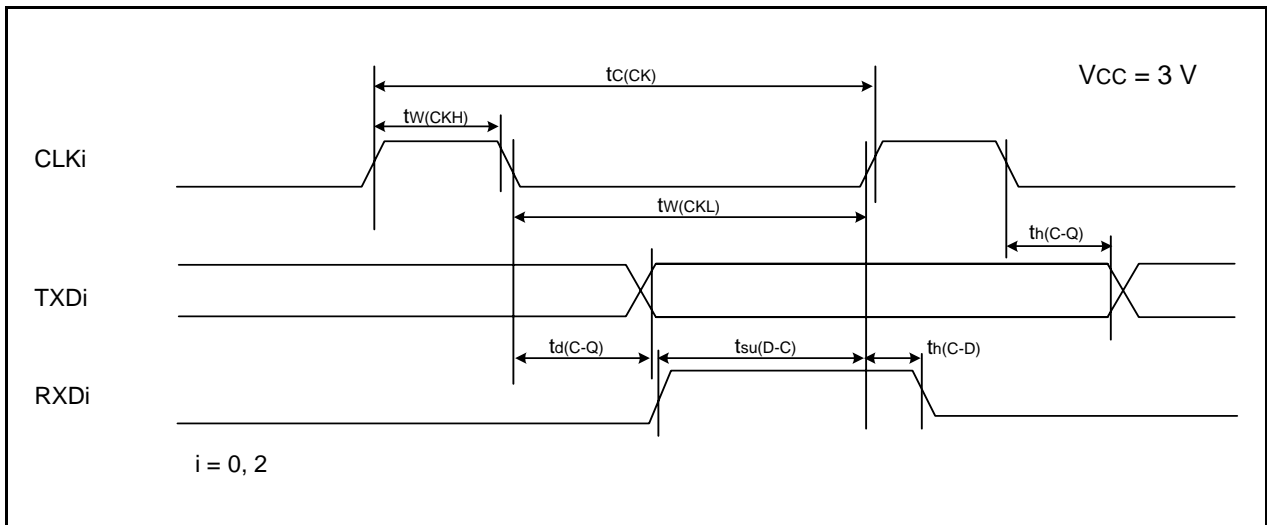 tC(CK)
VCC = 3 V
tW(CKH)
CLKi
tW(CKL)
th(C-Q)
TXDi
td(C-Q)
tsu(D-C)
th(C-D)
RXDi
i = 0, 2